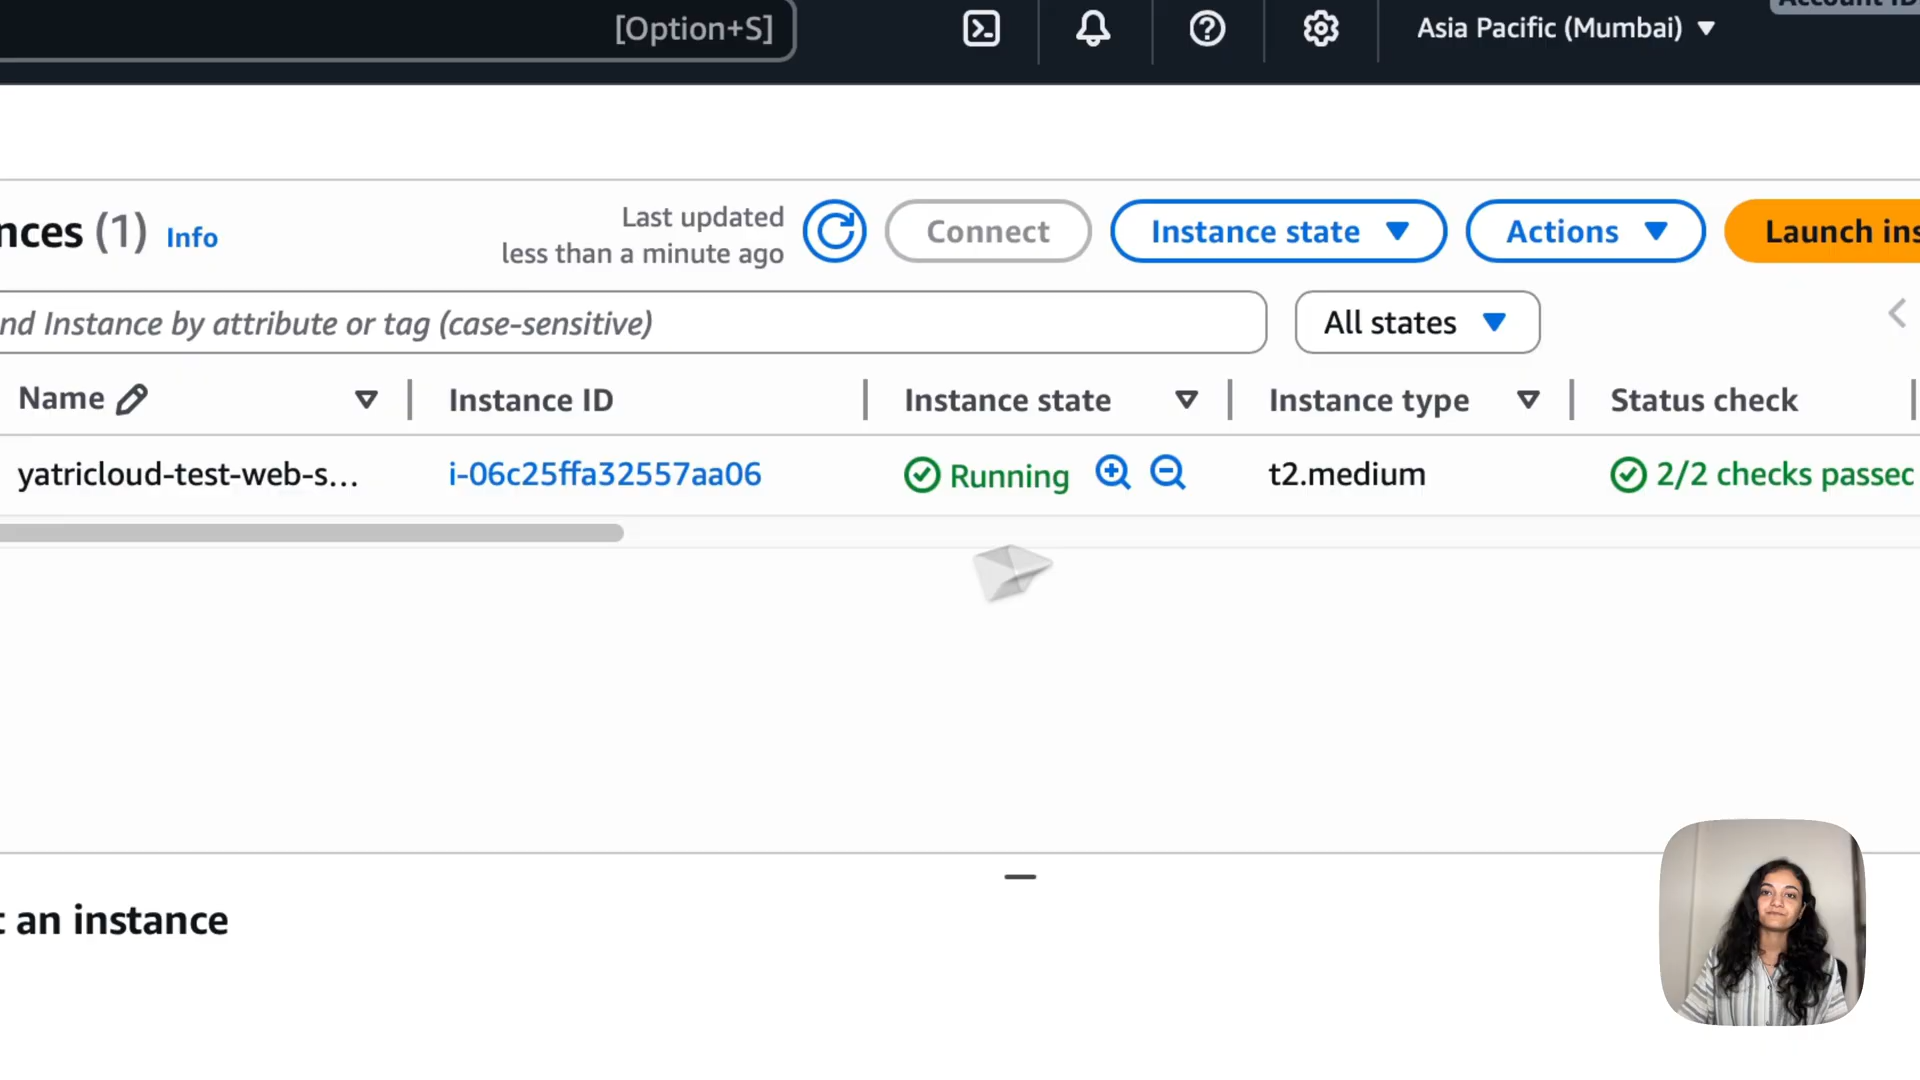 [Option+S]
Asia Pacific (Mumbai)
Account ID
nces (1) Info
Last updated
less than a minute ago
Connect
Instance state
Actions
Launch ins
nd Instance by attribute or tag (case-sensitive)
All states
Name
Instance ID
Instance state
Instance type
Status check
yatricloud-test-web-s...
i-06c25ffa32557aa06
Running
t2.medium
2/2 checks passec
t an instance